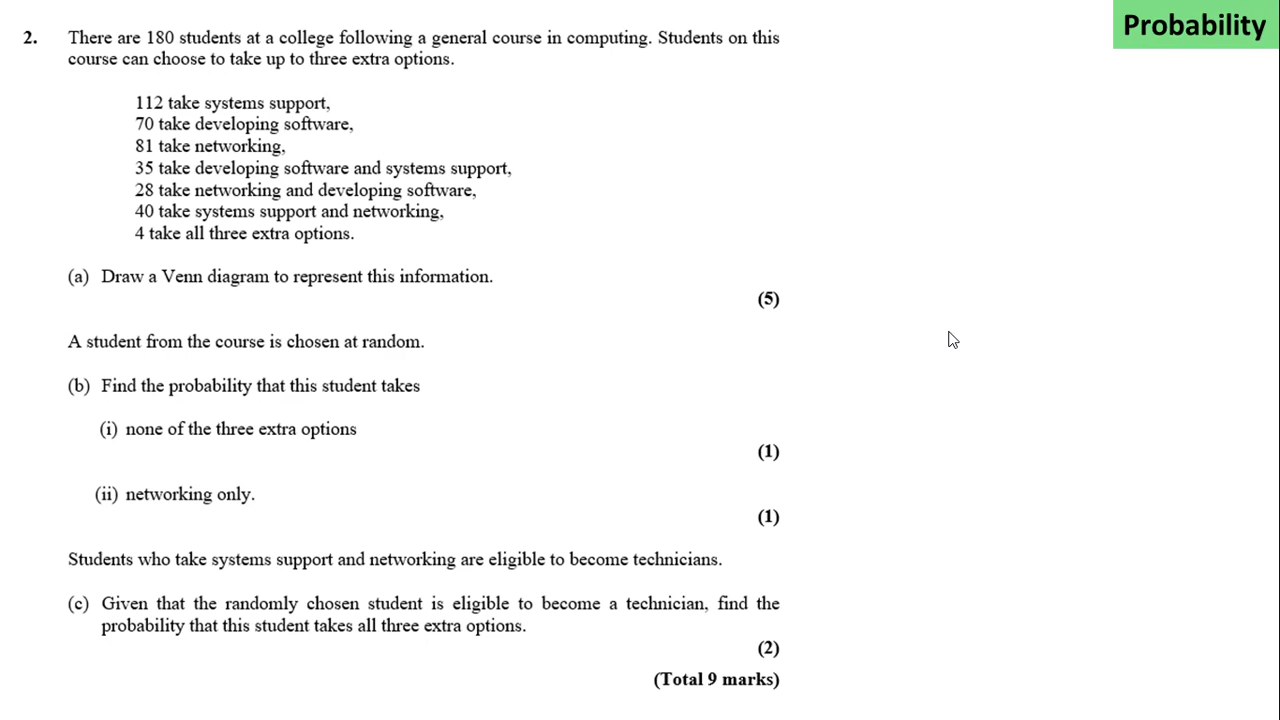 Probability
2. There are 180 students at a college following a general course in computing. Students on this
course can choose to take up to three extra options.
112 take systems support,
70 take developing software,
81 take networking,
35 take developing software and systems support,
28 take networking and developing software,
40 take systems support and networking,
4 take all three extra options.
(a) Draw a Venn diagram to represent this information.
(5)
A student from the course is chosen at random.
(b) Find the probability that this student takes
(i) none of the three extra options
(1)
(ii) networking only.
(1)
Students who take systems support and networking are eligible to become technicians.
(c) Given that the randomly chosen student is eligible to become a technician, find the
probability that this student takes all three extra options.
(2)
(Total 9 marks)